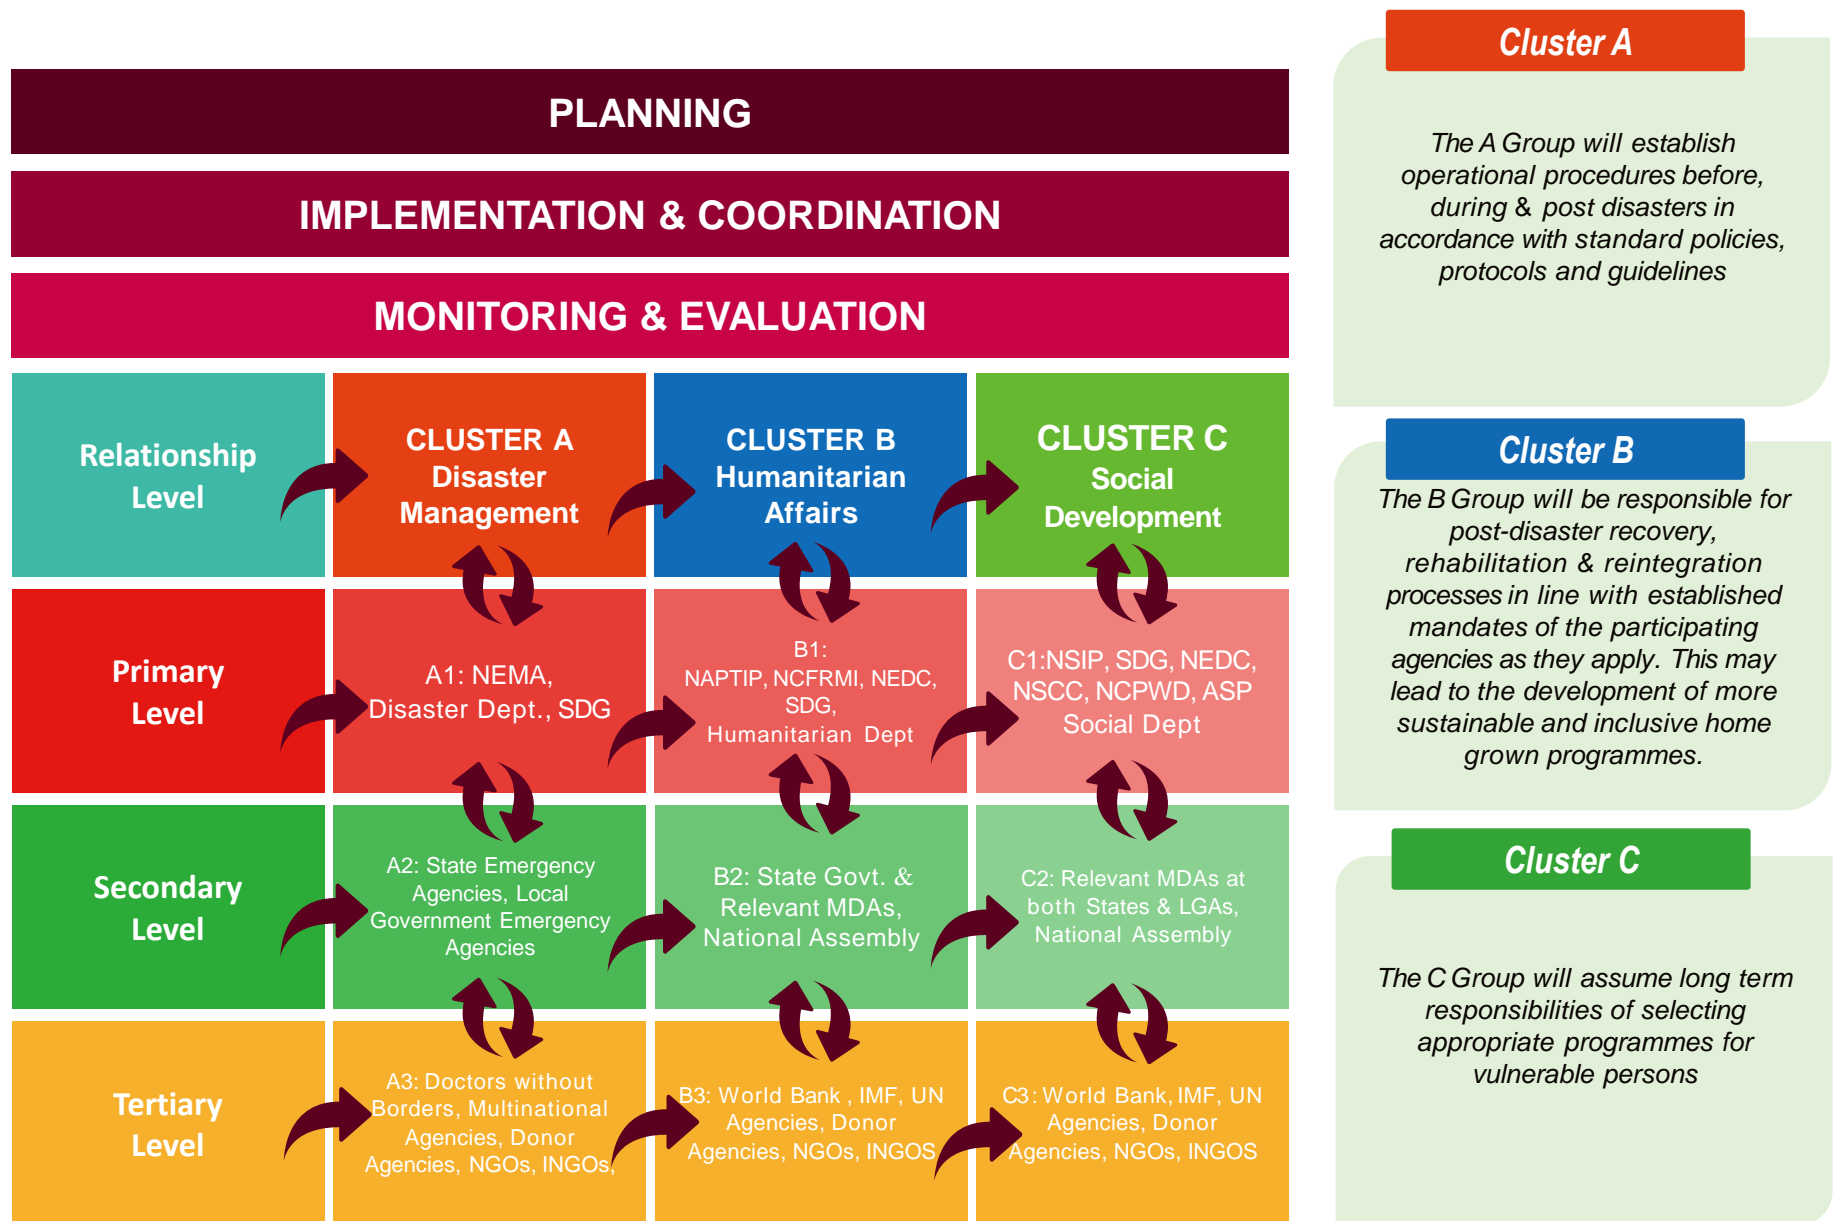 PLANNING
IMPLEMENTATION & COORDINATION
MONITORING & EVALUATION
Relationship
Level
CLUSTER A
Disaster
Management
CLUSTER B
Humanitarian
Affairs
CLUSTER C
Social
Development
Primary
Level
A1: NEMA,
Disaster Dept., SDG
B1:
NAPTIP, NCFRMI, NEDC,
SDG,
Humanitarian Dept
C1:NSIP, SDG, NEDC,
NSCC, NCPWD, ASP
Social Dept
Secondary
Level
A2: State Emergency
Agencies, Local
Government Emergency
Agencies
B2: State Govt. &
Relevant MDAs,
National Assembly
C2: Relevant MDAs at
both States & LGAs,
National Assembly
Tertiary
Level
A3: Doctors without
Borders, Multinational
Agencies, Donor
Agencies, NGOs, INGOs,
B3: World Bank , IMF, UN
Agencies, Donor
Agencies, NGOs, INGOS
C3: World Bank, IMF, UN
Agencies, Donor
Agencies, NGOs, INGOS
Cluster A
The A Group will establish
operational procedures before,
during & post disasters in
accordance with standard policies,
protocols and guidelines
Cluster B
The B Group will be responsible for
post-disaster recovery,
rehabilitation & reintegration
processes in line with established
mandates of the participating
agencies as they apply. This may
lead to the development of more
sustainable and inclusive home
grown programmes.
Cluster C
The C Group will assume long term
responsibilities of selecting
appropriate programmes for
vulnerable persons